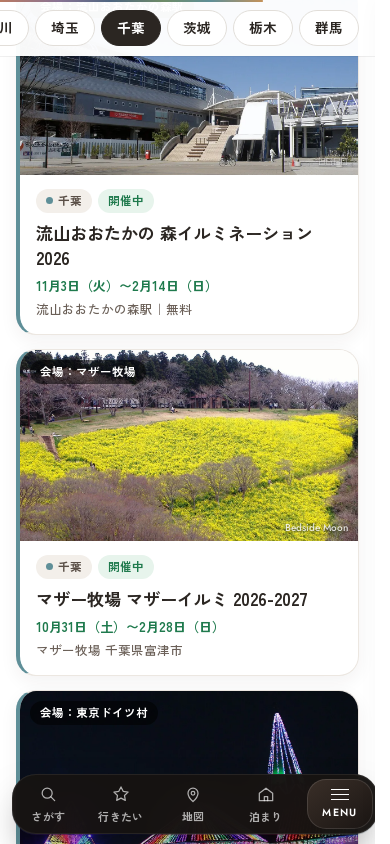 川
埼玉
千葉
茨城
栃木
群馬
千葉
開催中
流山おおたかの 森イルミネーション
2026
11月3日（火）〜2月14日（日）
流山おおたかの森駅｜無料
会場：マザー牧場
Bedside Moon
千葉
開催中
マザー牧場 マザーイルミ 2026-2027
10月31日（土）〜2月28日（日）
マザー牧場 千葉県富津市
会場：東京ドイツ村
さがす
行きたい
地図
泊まり
MENU